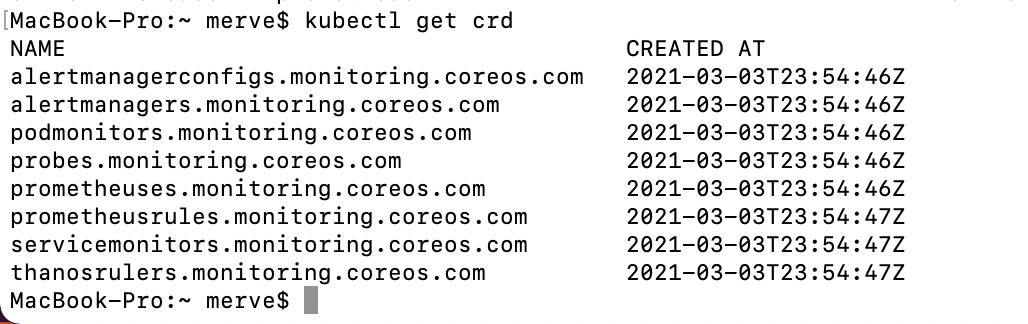 [MacBook-Pro:~ merve$ kubectl get crd
NAME CREATED AT
alertmanagerconfigs.monitoring.coreos.com 2021-03-03T23:54:46Z
alertmanagers.monitoring.coreos.com 2021-03-03T23:54:46Z
podmonitors.monitoring.coreos.com 2021-03-03T23:54:46Z
probes.monitoring.coreos.com 2021-03-03T23:54:46Z
prometheuses.monitoring.coreos.com 2021-03-03T23:54:46Z
prometheusrules.monitoring.coreos.com 2021-03-03T23:54:47Z
servicemonitors.monitoring.coreos.com 2021-03-03T23:54:47Z
thanosrulers.monitoring.coreos.com 2021-03-03T23:54:47Z
MacBook-Pro:~ merve$